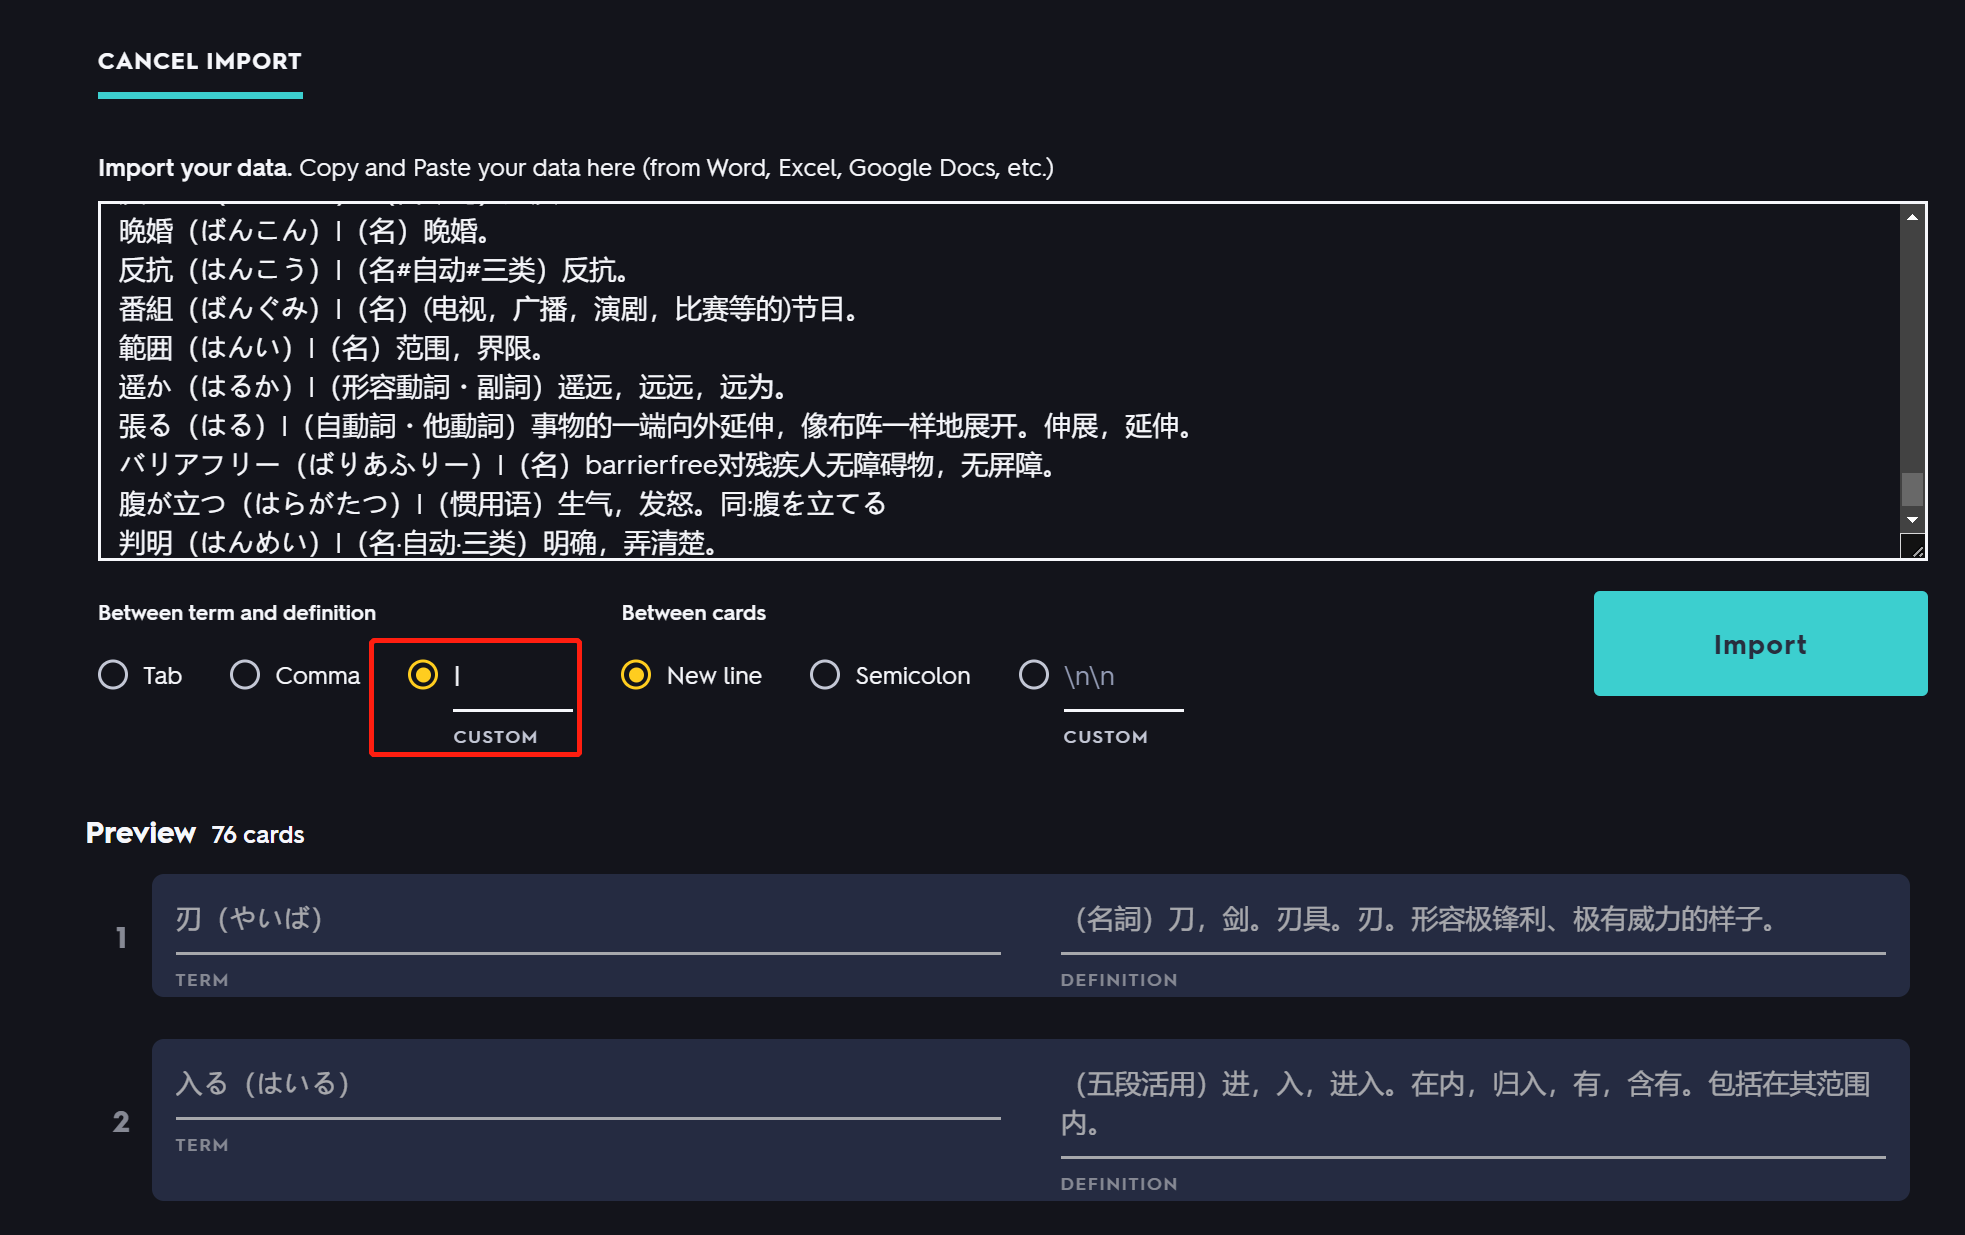 CANCEL IMPORT
Import your data. Copy and Paste your data here (from Word, Excel, Google Docs, etc.)
晚婚（ばんこん）|（名）晚婚。
反抗（はんこう）|（名#自动#三类）反抗。
番組（ばんぐみ）|（名）(电视，广播，演剧，比赛等的)节目。
範囲（はんい）|（名）范围，界限。
遥か（はるか）|（形容動詞・副詞）遥远，远远，远为。
張る（はる）|（自動詞・他動詞）事物的一端向外延伸，像布阵一样地展开。伸展，延伸。
バリアフリー（ばりあふりー）|（名）barrierfree对残疾人无障碍物，无屏障。
腹が立つ（はらがたつ）|（惯用语）生气，发怒。同:腹を立てる
判明（はんめい）|（名·自动·三类）明确，弄清楚。
Between term and definition
Between cards
Tab
Comma
|
New line
Semicolon
\n\n
Import
CUSTOM
CUSTOM
Preview 76 cards
1
刃（やいば）
（名詞）刀，剑。刃具。刃。形容极锋利、极有威力的样子。
TERM
DEFINITION
2
入る（はいる）
（五段活用）进，入，进入。在内，归入，有，含有。包括在其范围
内。
TERM
DEFINITION